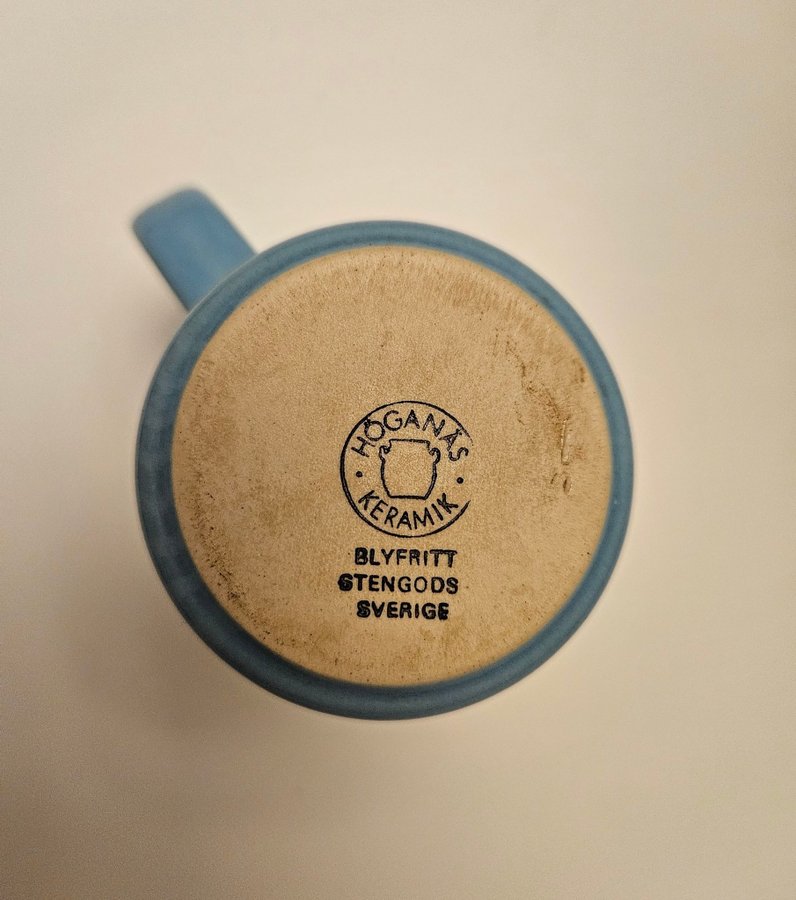 HÖGANÄS
KERAMIK
BLYFRITT
STENGODS
SVERIGE